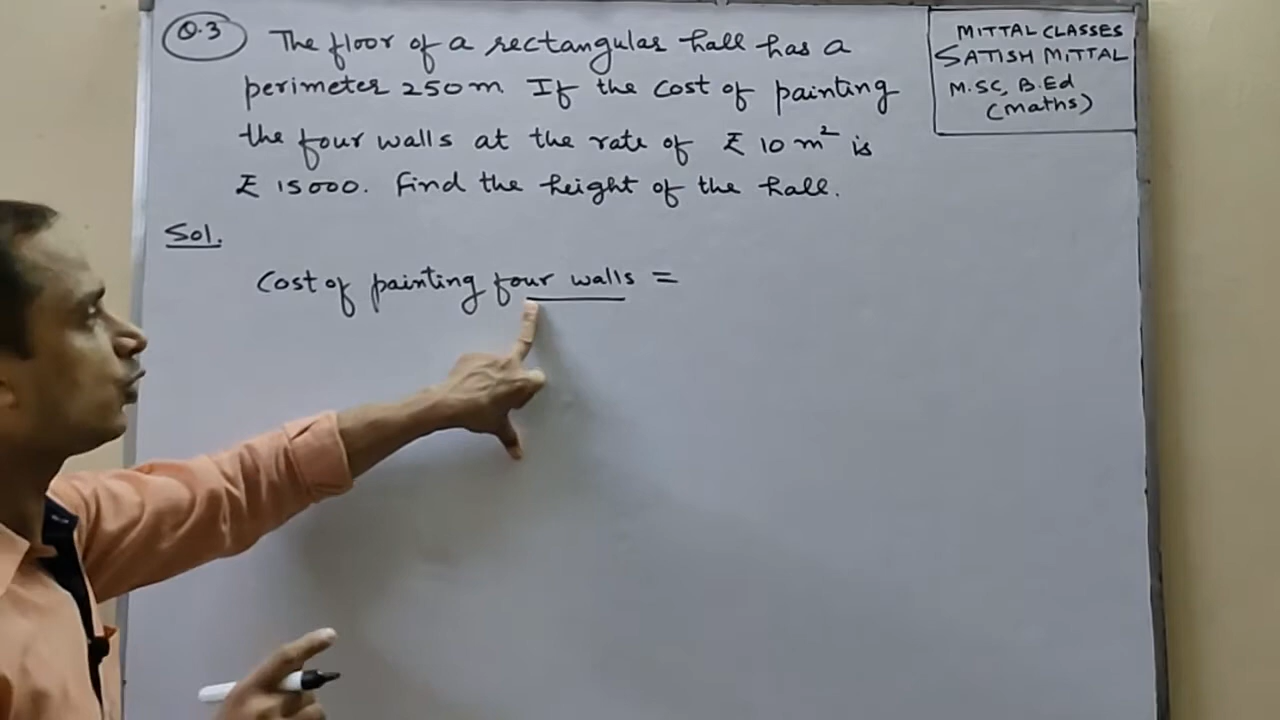 Q.3 The floor of a rectangular hall has a
perimeter 250m If the cost of painting
the four walls at the rate of ₹ 10 m² is
₹ 15000. Find the height of the hall.
MITTAL CLASSES
SATISH MITTAL
M.SC, B.Ed
(Maths)
Sol.
Cost of painting four walls =